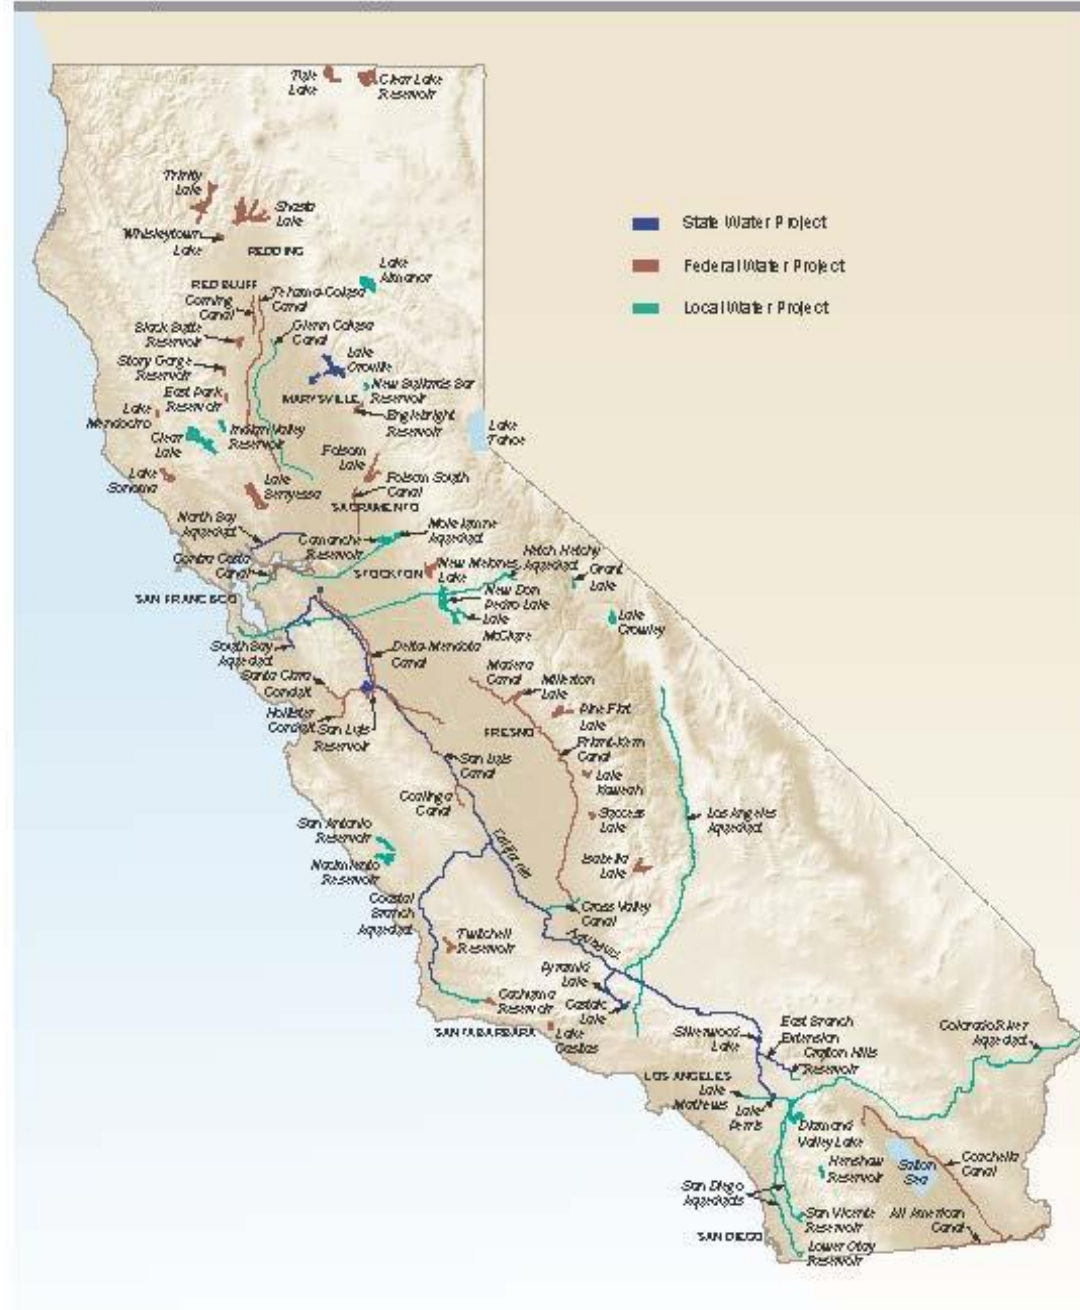 Tule
Lake
Clear Lake
Reservoir
Trinity
Lake
Shasta
Lake
Whiskeytown
Lake
REDDING
State Water Project
Federal Water Project
Local Water Project
Lake
Almanor
RED BLUFF
Tehama-Colusa
Canal
Corning
Canal
Glenn Colusa
Canal
Black Butte
Reservoir
Lake
Oroville
Stony Gorge
Reservoir
New Bullards Bar
Reservoir
East Park
Reservoir
MARYSVILLE
Englebright
Reservoir
Lake
Mendocino
Indian Valley
Reservoir
Clear
Lake
Lake
Tahoe
Folsom
Lake
Lake
Sonoma
Lake
Berryessa
Folsom South
Canal
SACRAMENTO
North Bay
Aqueduct
Camanche
Reservoir
Mokelumne
Aqueduct
Contra Costa
Canal
STOCKTON
New Melones
Lake
Hetch Hetchy
Aqueduct
Grant
Lake
SAN FRANCISCO
New Don
Pedro Lake
Lake
McClure
Lake
Crowley
South Bay
Aqueduct
Delta-Mendota
Canal
Santa Clara
Conduit
Madera
Canal
Millerton
Lake
Hollister
Conduit
San Luis
Reservoir
Pine Flat
Lake
FRESNO
Friant-Kern
Canal
San Luis
Canal
Lake
Kaweah
Coalinga
Canal
Success
Lake
Los Angeles
Aqueduct
San Antonio
Reservoir
California
Nacimiento
Reservoir
Isabella
Lake
Coastal
Branch
Aqueduct
Cross Valley
Canal
Twitchell
Reservoir
Aqueduct
Pyramid
Lake
Cachuma
Reservoir
Castaic
Lake
SANTA BARBARA
Lake
Casitas
Silverwood
Lake
East Branch
Extension
Crafton Hills
Reservoir
Colorado River
Aqueduct
LOS ANGELES
Lake
Mathews
Lake
Perris
Diamond
Valley Lake
Henshaw
Reservoir
Salton
Sea
Coachella
Canal
San Diego
Aqueducts
San Vicente
Reservoir
All American
Canal
SAN DIEGO
Lower Otay
Reservoir